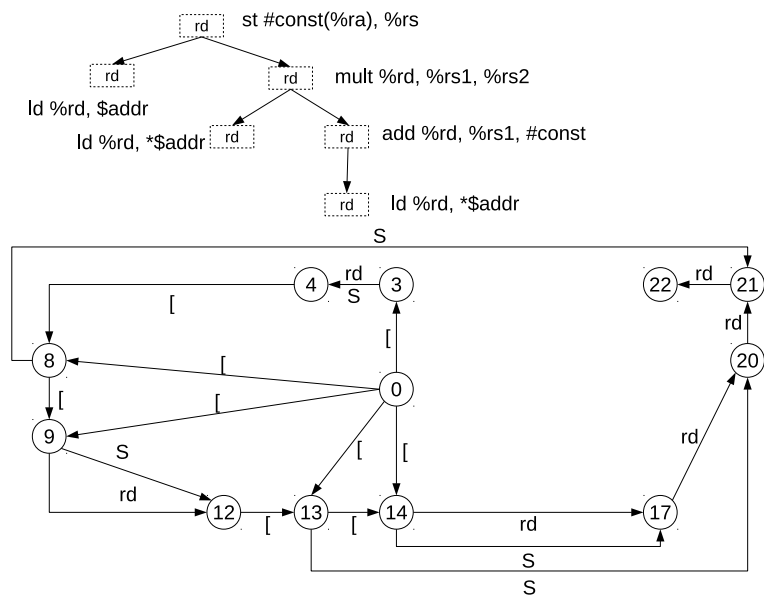 rd st #const(%ra), %rs
rd rd mult %rd, %rs1, %rs2
ld %rd, $addr
ld %rd, *$addr rd rd add %rd, %rs1, #const
rd ld %rd, *$addr
S
4 rd 3 22 rd 21
S
[
[ rd
8 [ 0 20
[ [
9 S [ [ rd
rd
12 [ 13 [ 14 rd 17
S
S